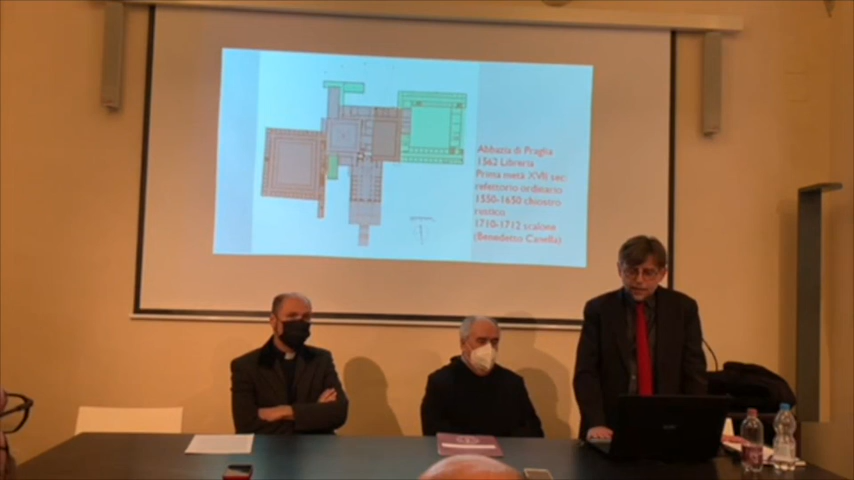 Abbazia di Praglia
1562 Libreria
Prima metà XVII sec:
refettorio ordinario
1550-1650 chiostro
rustico
1710-1712 scalone
(Benedetto Canella)